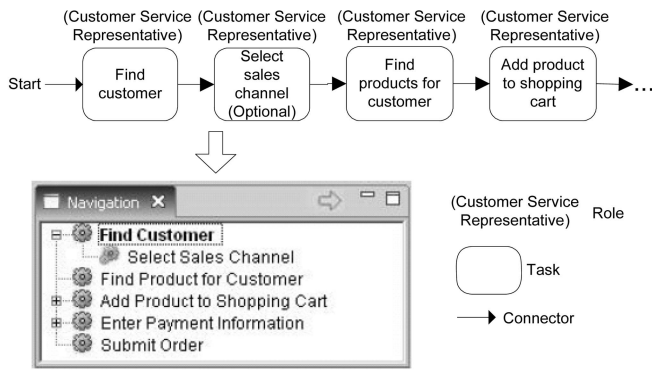 (Customer Service
Representative)
(Customer Service
Representative)
(Customer Service
Representative)
(Customer Service
Representative)
Start
Find
customer
Select
sales
channel
(Optional)
Find
products for
customer
Add product
to shopping
cart
...
Navigation
Find Customer
Select Sales Channel
Find Product for Customer
Add Product to Shopping Cart
Enter Payment Information
Submit Order
(Customer Service
Representative)
Role
Task
Connector